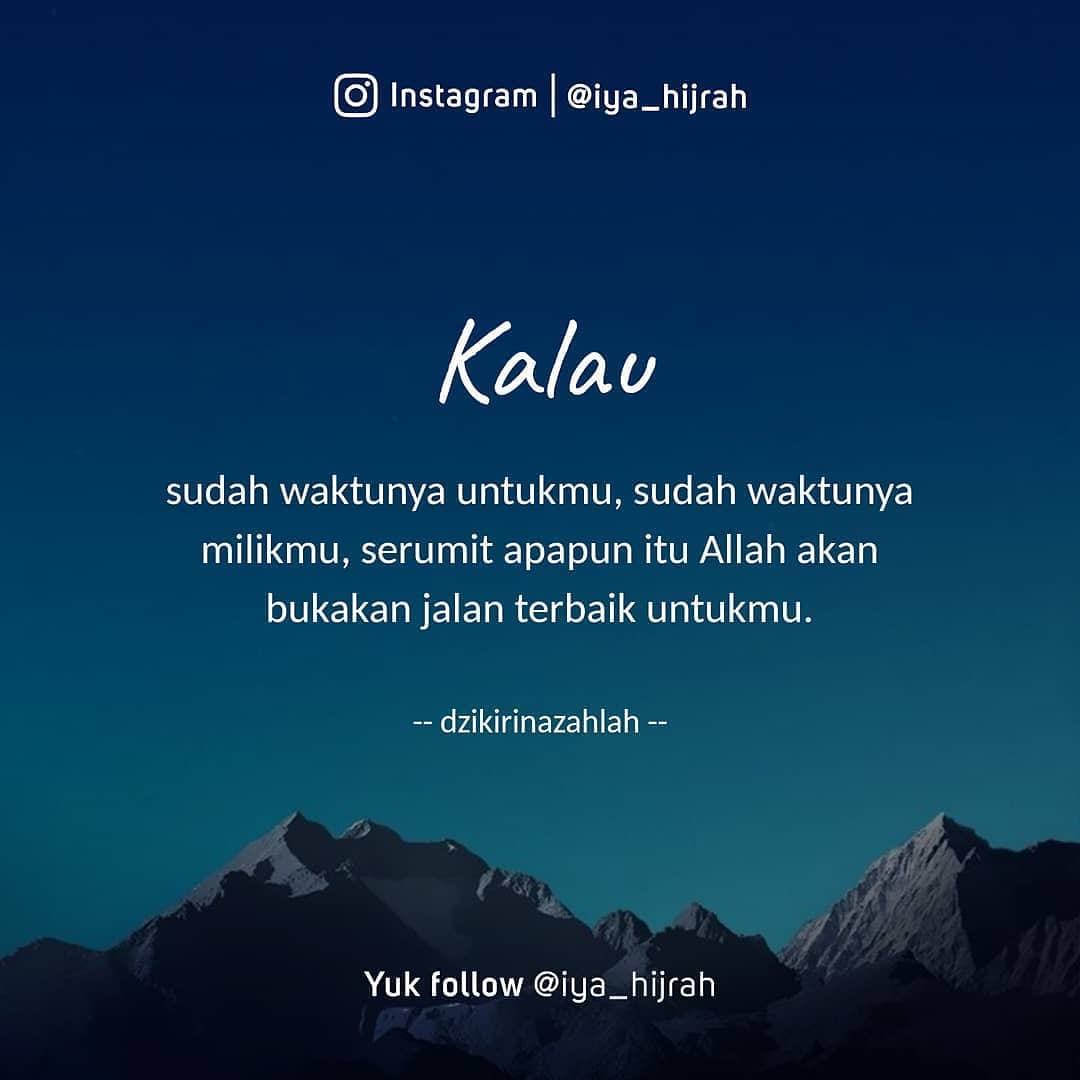 Instagram | @iya_hijrah
Kalau
sudah waktunya untukmu, sudah waktunya
milikmu, serumit apapun itu Allah akan
bukakan jalan terbaik untukmu.
-- dzikirinazahlah --
Yuk follow @iya_hijrah